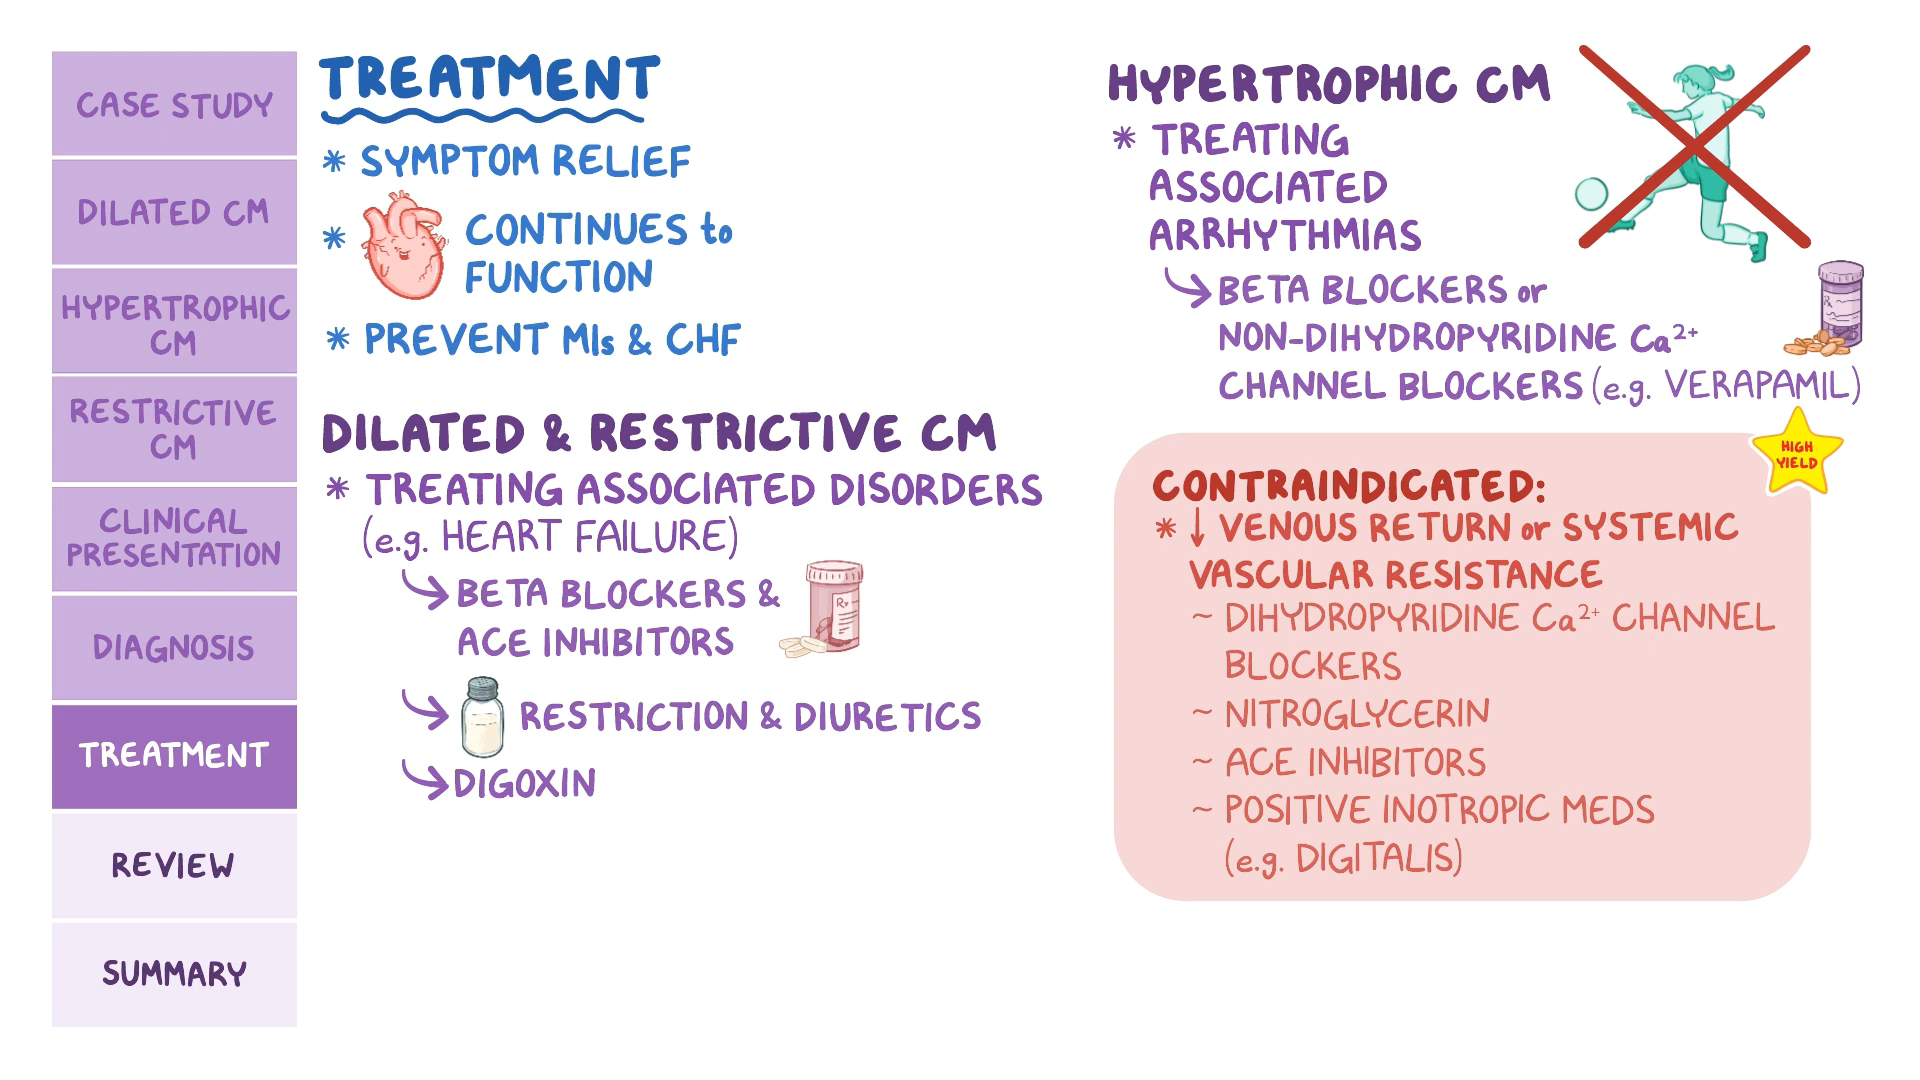 CASE STUDY
DILATED CM
HYPERTROPHIC
CM
RESTRICTIVE
CM
CLINICAL
PRESENTATION
DIAGNOSIS
TREATMENT
REVIEW
SUMMARY
TREATMENT
* SYMPTOM RELIEF
* CONTINUES to
FUNCTION
* PREVENT MIs & CHF
DILATED & RESTRICTIVE CM
* TREATING ASSOCIATED DISORDERS
(e.g. HEART FAILURE)
BETA BLOCKERS &
ACE INHIBITORS
Rx
RESTRICTION & DIURETICS
DIGOXIN
HYPERTROPHIC CM
* TREATING
ASSOCIATED
ARRHYTHMIAS
BETA BLOCKERS or
NON-DIHYDROPYRIDINE Ca²⁺
CHANNEL BLOCKERS (e.g. VERAPAMIL)
Rx
HIGH
YIELD
CONTRAINDICATED:
* ↓ VENOUS RETURN or SYSTEMIC
VASCULAR RESISTANCE
~ DIHYDROPYRIDINE Ca²⁺ CHANNEL
BLOCKERS
~ NITROGLYCERIN
~ ACE INHIBITORS
~ POSITIVE INOTROPIC MEDS
(e.g. DIGITALIS)